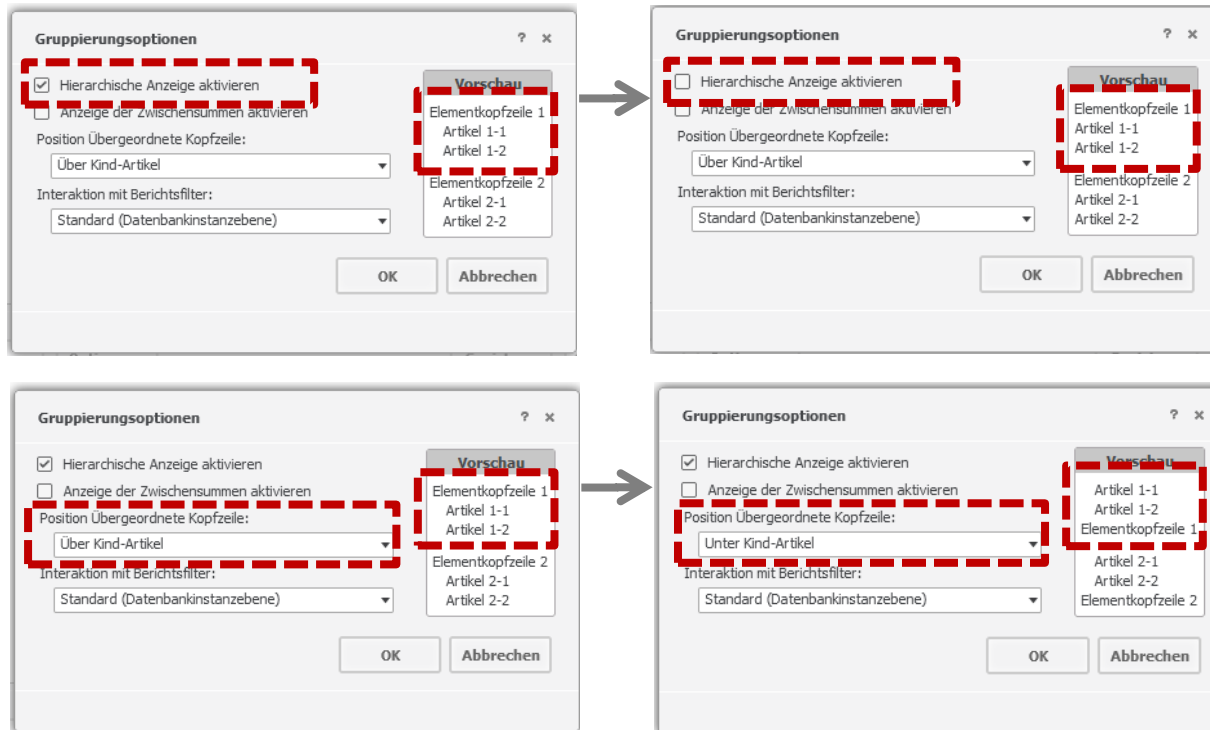 Gruppierungsoptionen ? ×
Hierarchische Anzeige aktivieren
Anzeige der Zwischensummen aktivieren
Position Übergeordnete Kopfzeile:
Über Kind-Artikel
Interaktion mit Berichtsfilter:
Standard (Datenbankinstanzebene)
Vorschau
Elementkopfzeile 1
Artikel 1-1
Artikel 1-2
Elementkopfzeile 2
Artikel 2-1
Artikel 2-2
OK Abbrechen
Gruppierungsoptionen ? ×
Hierarchische Anzeige aktivieren
Anzeige der Zwischensummen aktivieren
Position Übergeordnete Kopfzeile:
Über Kind-Artikel
Interaktion mit Berichtsfilter:
Standard (Datenbankinstanzebene)
Vorschau
Elementkopfzeile 1
Artikel 1-1
Artikel 1-2
Elementkopfzeile 2
Artikel 2-1
Artikel 2-2
OK Abbrechen
Gruppierungsoptionen ? ×
Hierarchische Anzeige aktivieren
Anzeige der Zwischensummen aktivieren
Position Übergeordnete Kopfzeile:
Über Kind-Artikel
Interaktion mit Berichtsfilter:
Standard (Datenbankinstanzebene)
Vorschau
Elementkopfzeile 1
Artikel 1-1
Artikel 1-2
Elementkopfzeile 2
Artikel 2-1
Artikel 2-2
OK Abbrechen
Gruppierungsoptionen ? ×
Hierarchische Anzeige aktivieren
Anzeige der Zwischensummen aktivieren
Position Übergeordnete Kopfzeile:
Unter Kind-Artikel
Interaktion mit Berichtsfilter:
Standard (Datenbankinstanzebene)
Vorschau
Artikel 1-1
Artikel 1-2
Elementkopfzeile 1
Artikel 2-1
Artikel 2-2
Elementkopfzeile 2
OK Abbrechen